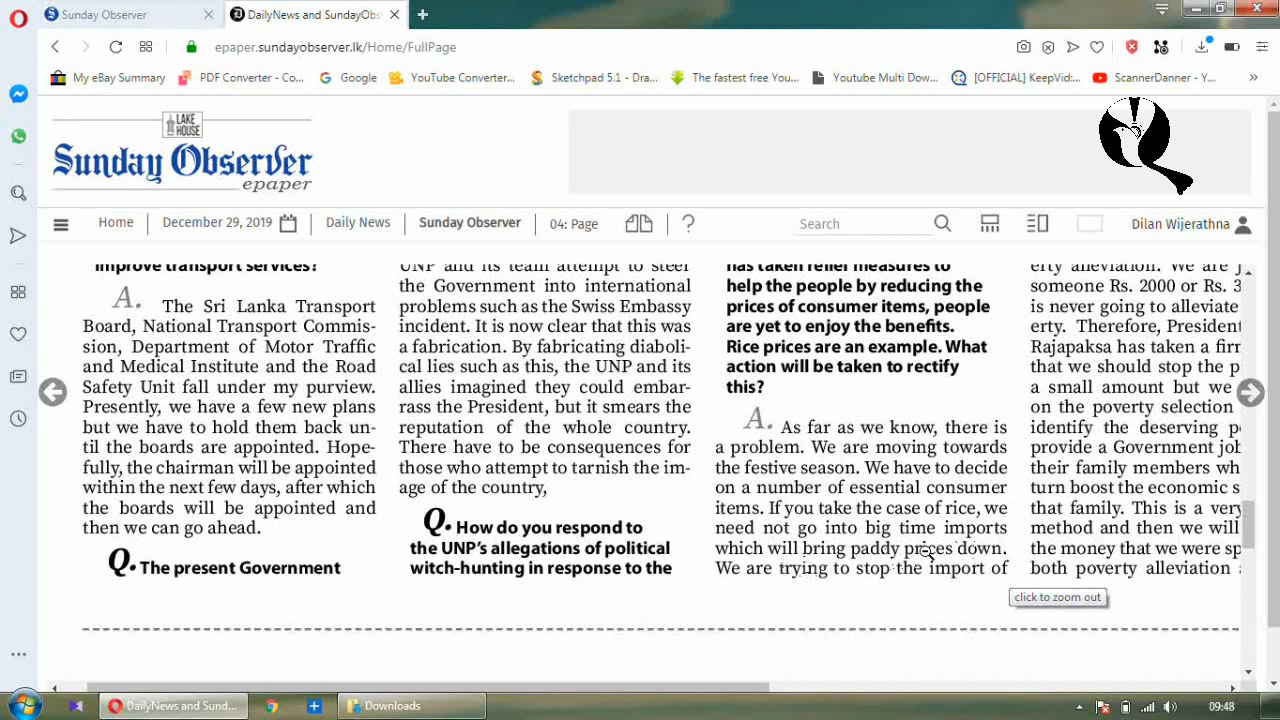 Sunday Observer
DailyNews and SundayObs
epaper.sundayobserver.lk/Home/FullPage
My eBay Summary
PDF Converter - Co...
Google
YouTube Converter...
Sketchpad 5.1 - Dra...
The fastest free You...
Youtube Multi Dow...
[OFFICIAL] KeepVid:...
ScannerDanner - Y...
LAKE
HOUSE
Sunday Observer
epaper
Home
December 29, 2019
Daily News
Sunday Observer
04: Page
?
Search
Dilan Wijerathna
improve transport services?
A. The Sri Lanka Transport
Board, National Transport Commis-
sion, Department of Motor Traffic
and Medical Institute and the Road
Safety Unit fall under my purview.
Presently, we have a few new plans
but we have to hold them back un-
til the boards are appointed. Hope-
fully, the chairman will be appointed
within the next few days, after which
the boards will be appointed and
then we can go ahead.
Q. The present Government
UNP and its team attempt to steer
the Government into international
problems such as the Swiss Embassy
incident. It is now clear that this was
a fabrication. By fabricating diaboli-
cal lies such as this, the UNP and its
allies imagined they could embar-
rass the President, but it smears the
reputation of the whole country.
There have to be consequences for
those who attempt to tarnish the im-
age of the country,
Q. How do you respond to
the UNP's allegations of political
witch-hunting in response to the
has taken relief measures to
help the people by reducing the
prices of consumer items, people
are yet to enjoy the benefits.
Rice prices are an example. What
action will be taken to rectify
this?
A. As far as we know, there is
a problem. We are moving towards
the festive season. We have to decide
on a number of essential consumer
items. If you take the case of rice, we
need not go into big time imports
which will bring paddy prices down.
We are trying to stop the import of
erty alleviation. We are
someone Rs. 2000 or Rs. 3
is never going to alleviate
erty. Therefore, President
Rajapaksa has taken a firm
that we should stop the p
a small amount but we
on the poverty selection
identify the deserving p
provide a Government job
their family members wh
turn boost the economic s
that family. This is a very
method and then we will
the money that we were sp
both poverty alleviation
click to zoom out
DailyNews and Sund...
Downloads
09:48